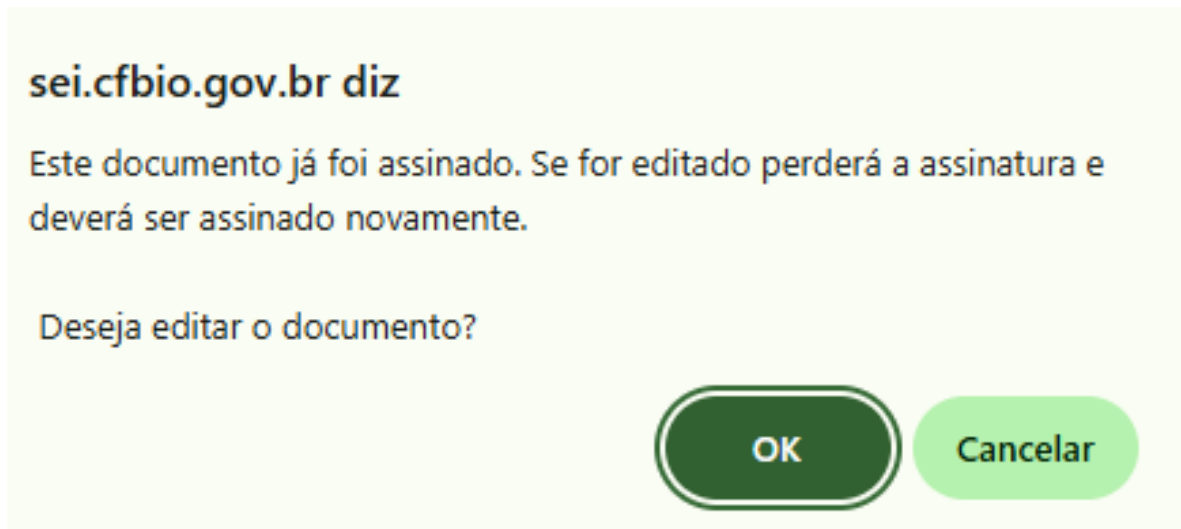 sei.cfbio.gov.br diz
Este documento já foi assinado. Se for editado perderá a assinatura e
deverá ser assinado novamente.
Deseja editar o documento?
OK
Cancelar